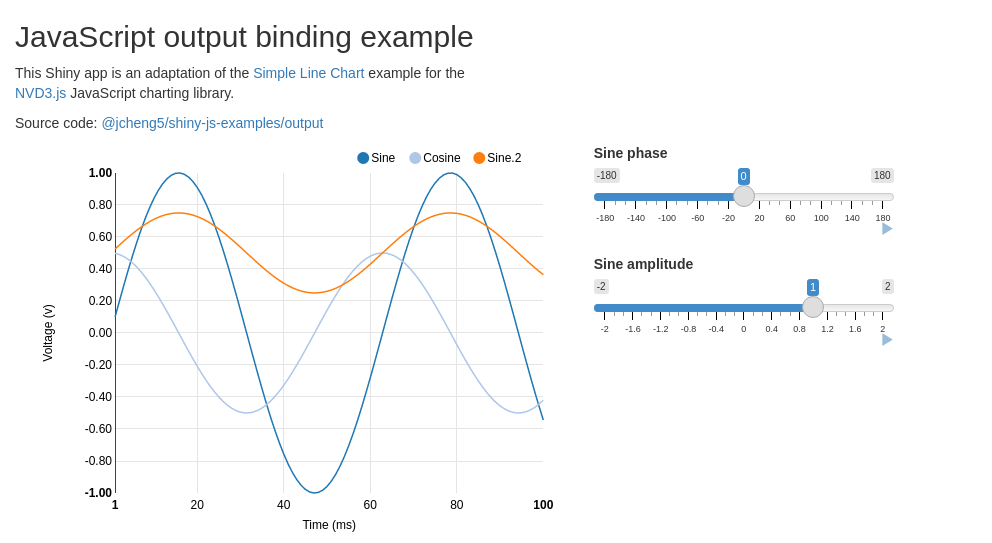 JavaScript output binding example
This Shiny app is an adaptation of the Simple Line Chart example for the
NVD3.js JavaScript charting library.
Source code: @jcheng5/shiny-js-examples/output
Sine Cosine Sine.2
1.00
0.80
0.60
0.40
0.20
0.00
-0.20
-0.40
-0.60
-0.80
-1.00
Voltage (v)
1 20 40 60 80 100
Time (ms)
Sine phase
-180 0 180
-180 -140 -100 -60 -20 20 60 100 140 180
Sine amplitude
-2 1 2
-2 -1.6 -1.2 -0.8 -0.4 0 0.4 0.8 1.2 1.6 2